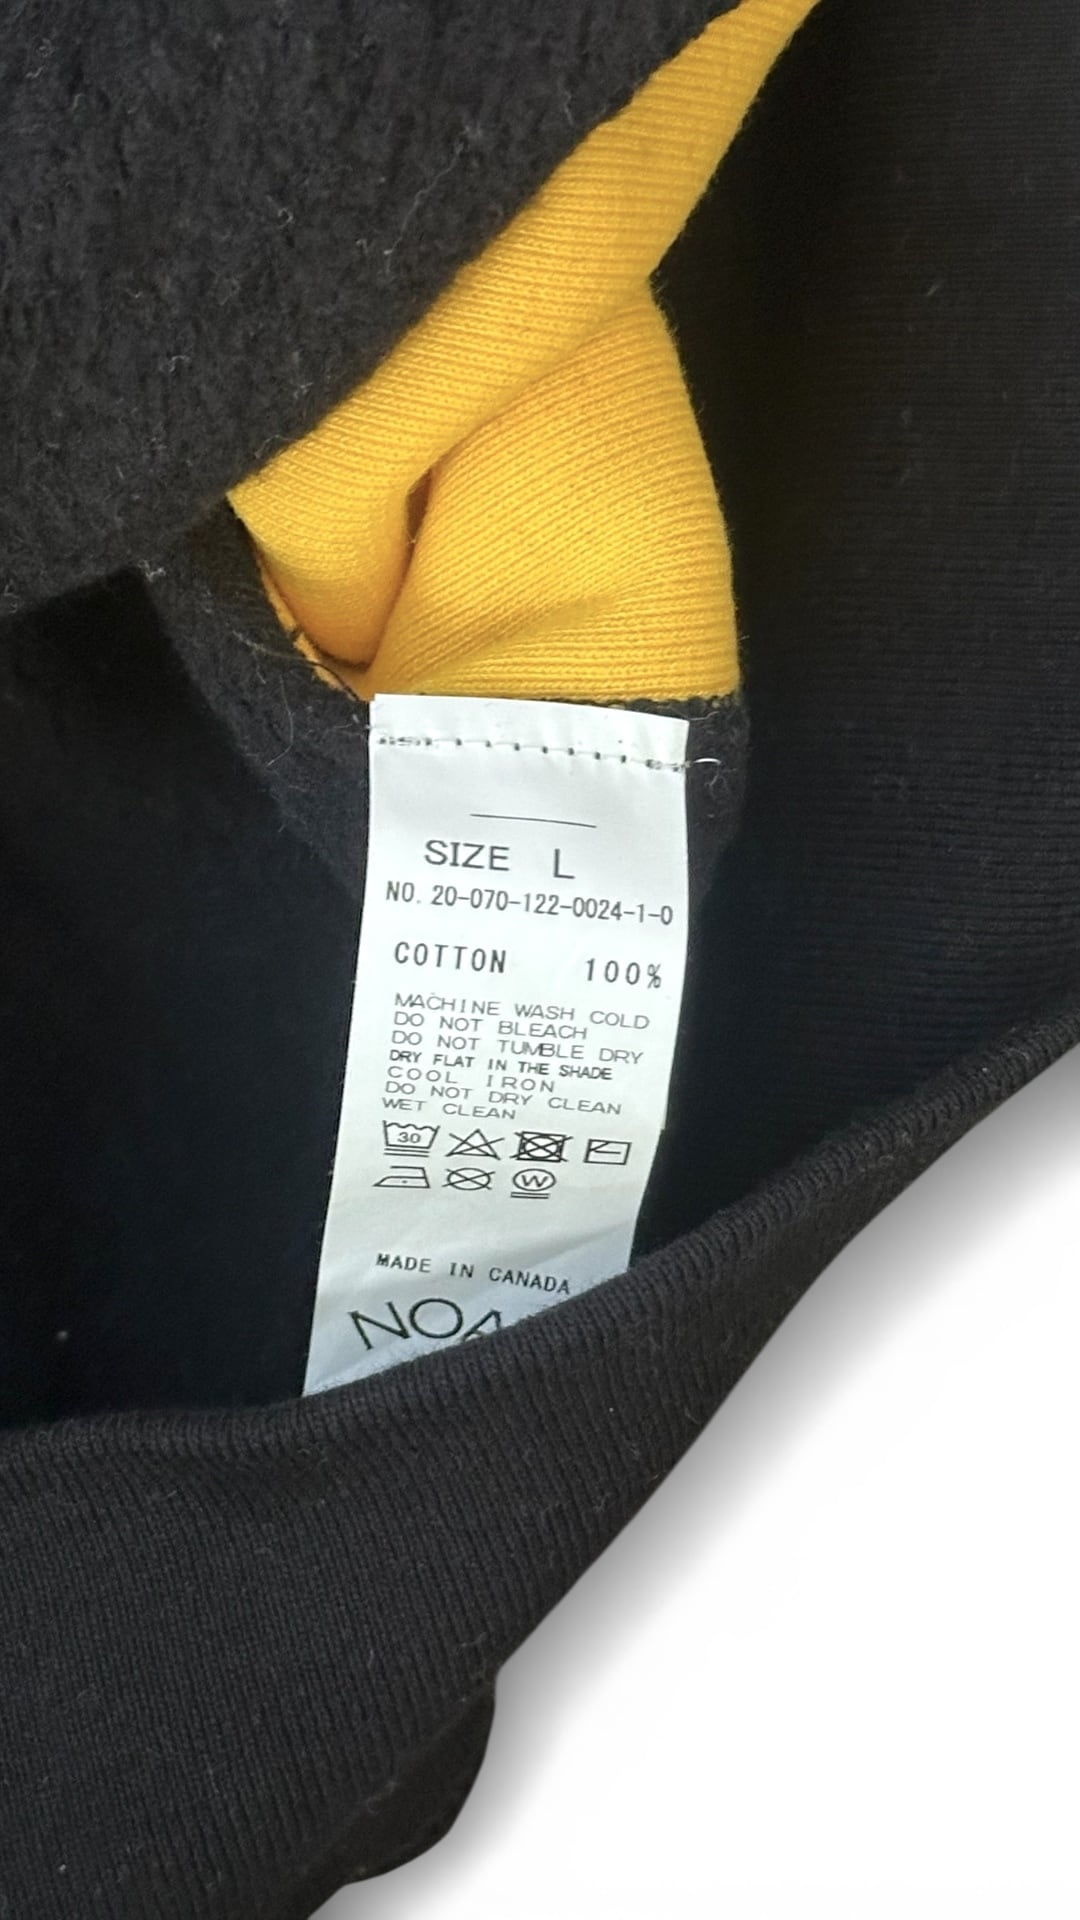 SIZE L
NO. 20-070-122-0024-1-0
COTTON 100%
MACHINE WASH COLD
DO NOT BLEACH
DO NOT TUMBLE DRY
DRY FLAT IN THE SHADE
COOL IRON
DO NOT DRY CLEAN
WET CLEAN
30
W
MADE IN CANADA
NOA